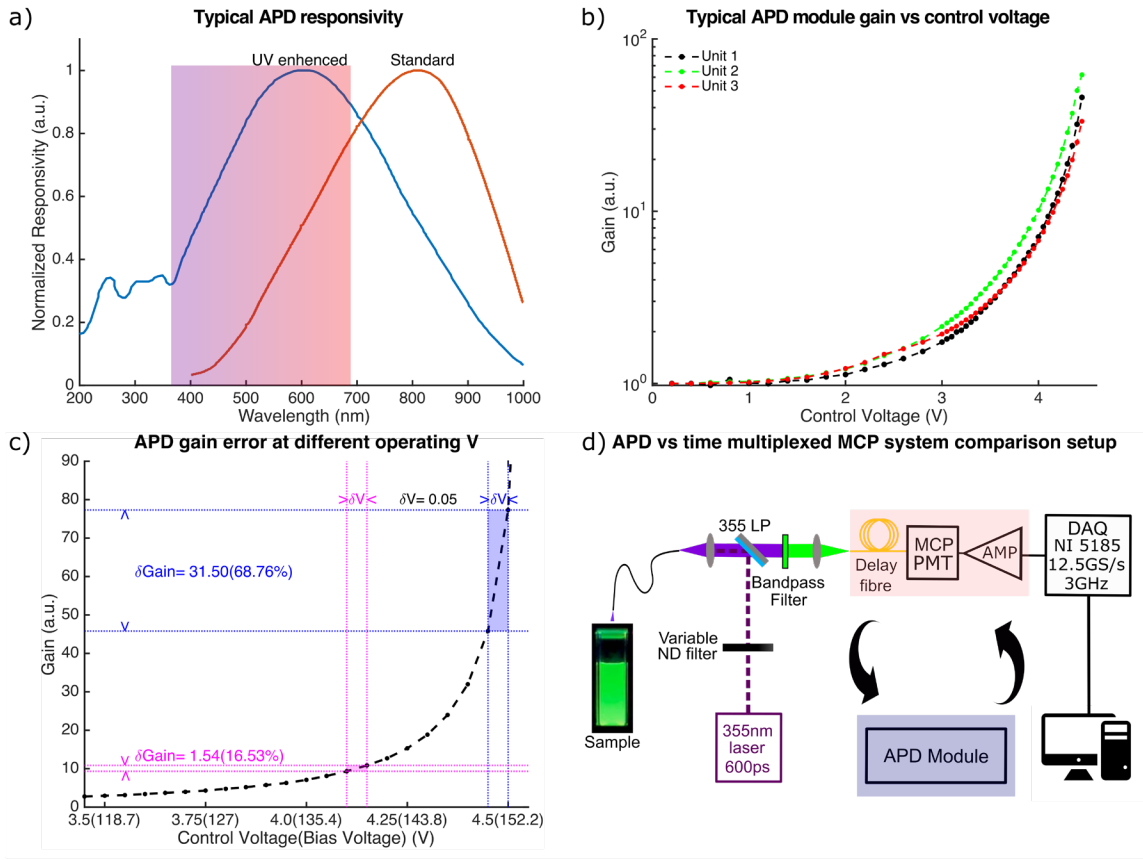 a)
Typical APD responsivity
UV enhenced
Standard
1
0.8
0.6
0.4
0.2
0
Normalized Responsivity (a.u.)
200 300 400 500 600 700 800 900 1000
Wavelength (nm)
b)
Typical APD module gain vs control voltage
Unit 1
Unit 2
Unit 3
10²
10¹
10⁰
Gain (a.u.)
0 1 2 3 4
Control Voltage (V)
c)
APD gain error at different operating V
90
80
70
60
50
40
30
20
10
0
Gain (a.u.)
>δV< δV= 0.05 >δV<
δGain= 31.50(68.76%)
δGain= 1.54(16.53%)
3.5(118.7) 3.75(127) 4.0(135.4) 4.25(143.8) 4.5(152.2)
Control Voltage(Bias Voltage) (V)
d)
APD vs time multiplexed MCP system comparison setup
355 LP
Bandpass
Filter
Delay
fibre
MCP
PMT
AMP
DAQ
NI 5185
12.5GS/s
3GHz
Variable
ND filter
355nm
laser
600ps
Sample
APD Module